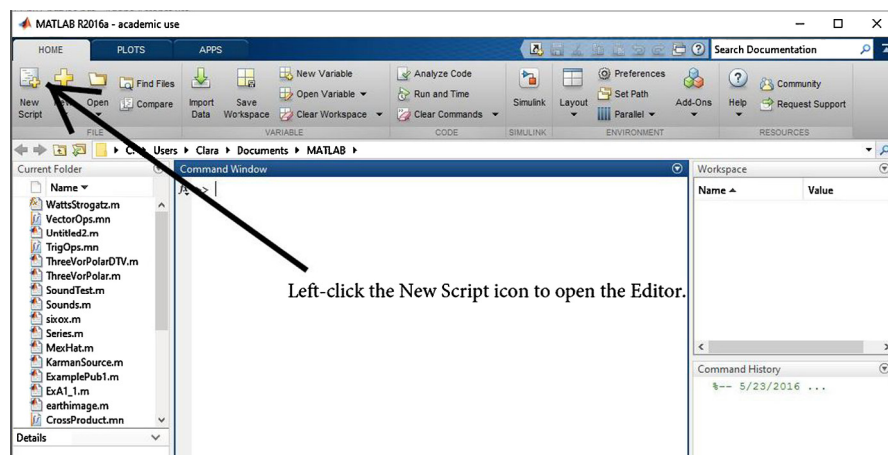 MATLAB R2016a - academic use
HOME PLOTS APPS
Search Documentation
New Script
New
Open
Find Files
Compare
FILE
Import Data
Save Workspace
New Variable
Open Variable
Clear Workspace
VARIABLE
Analyze Code
Run and Time
Clear Commands
CODE
Simulink
SIMULINK
Layout
Preferences
Set Path
Parallel
ENVIRONMENT
Add-Ons
Help
Community
Request Support
RESOURCES
C: Users Clara Documents MATLAB
Current Folder
Name
WattsStrogatz.m
VectorOps.mn
Untitled2.m
TrigOps.mn
ThreeVorPolarDTV.m
ThreeVorPolar.m
SoundTest.m
Sounds.m
sixox.m
Series.m
MexHat.m
KarmanSource.m
ExamplePub1.m
ExA1_1.m
earthimage.m
CrossProduct.mn
Details
Command Window
fx >>
Left-click the New Script icon to open the Editor.
Workspace
Name Value
Command History
%-- 5/23/2016 ...